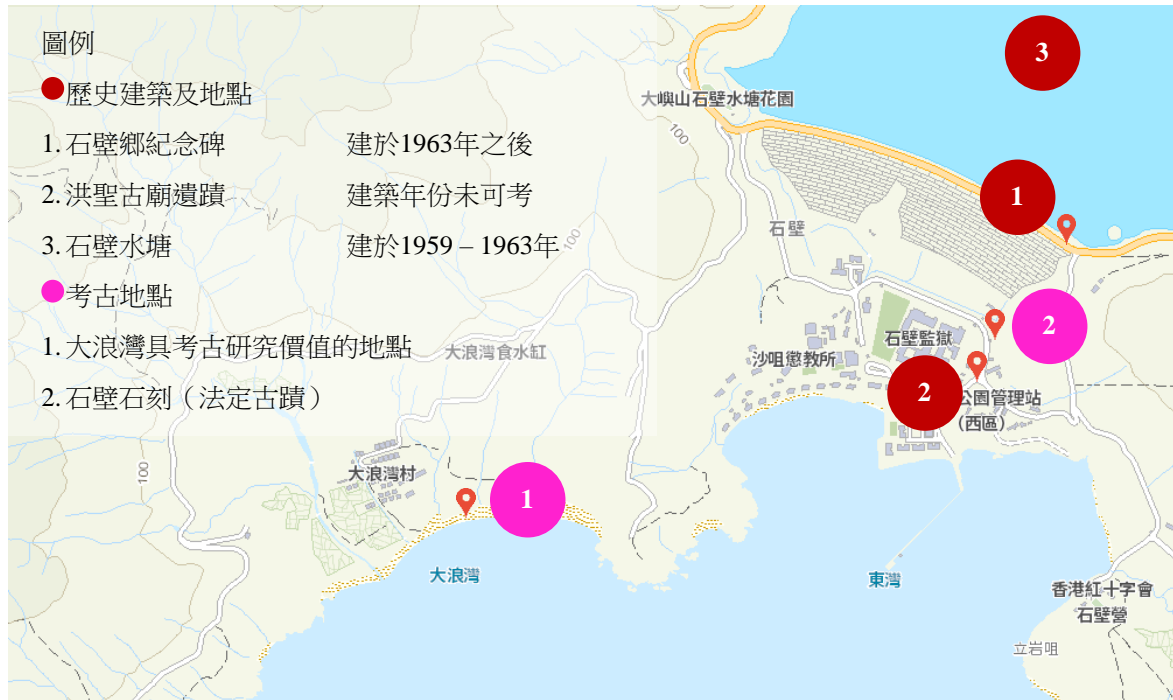 圖例
歷史建築及地點
1. 石壁鄉紀念碑 建於1963年之後
2. 洪聖古廟遺蹟 建築年份未可考
3. 石壁水塘 建於1959 – 1963年
考古地點
1. 大浪灣具考古研究價值的地點
2. 石壁石刻（法定古蹟）
3
大嶼山石壁水塘花園
100
1
石壁
100
2
石壁監獄
大浪灣食水缸
沙咀懲教所
2
公園管理站
（西區）
100
大浪灣村
1
大浪灣
東灣
香港紅十字會
石壁營
立岩咀